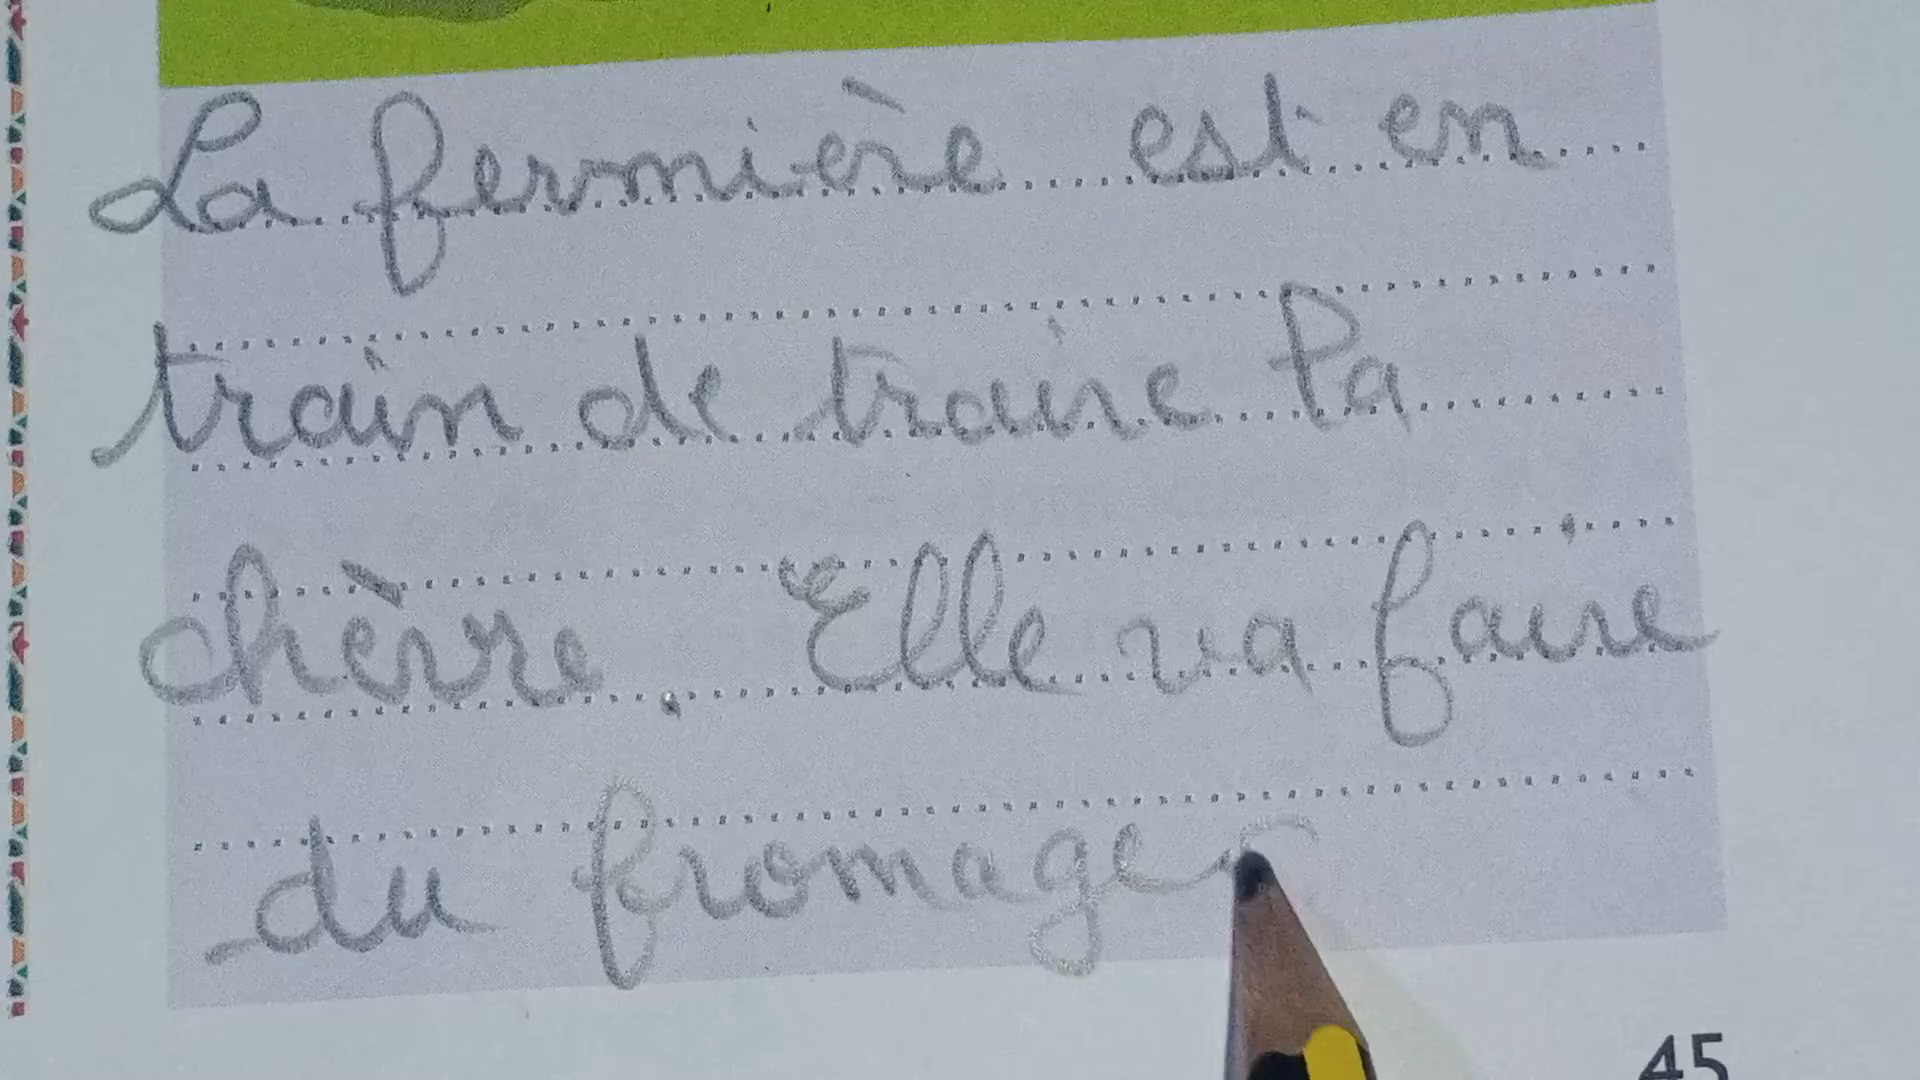 La fermière est en
train de traire la
chèvre. Elle va faire
du fromage
45